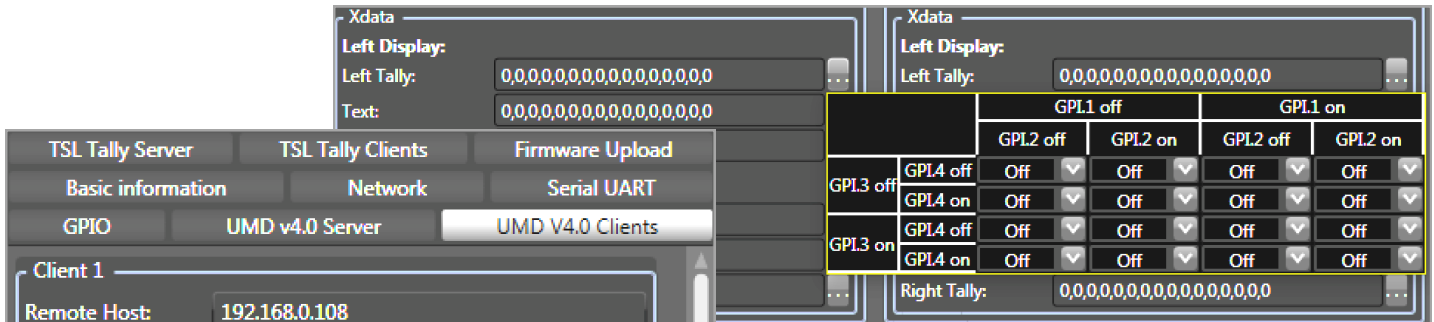 Xdata
Left Display:
Left Tally: 0,0,0,0,0,0,0,0,0,0,0,0,0,0,0,0 ...
Text: 0,0,0,0,0,0,0,0,0,0,0,0,0,0,0,0
...
Xdata
Left Display:
Left Tally: 0,0,0,0,0,0,0,0,0,0,0,0,0,0,0,0 ...
GPI.1 off GPI.1 on
GPI.2 off GPI.2 on GPI.2 off GPI.2 on
GPI.3 off GPI.4 off Off Off Off Off
GPI.4 on Off Off Off Off
GPI.3 on GPI.4 off Off Off Off Off
GPI.4 on Off Off Off Off
Right Tally: 0,0,0,0,0,0,0,0,0,0,0,0,0,0,0,0 ...
TSL Tally Server TSL Tally Clients Firmware Upload
Basic information Network Serial UART
GPIO UMD v4.0 Server UMD V4.0 Clients
Client 1
Remote Host: 192.168.0.108